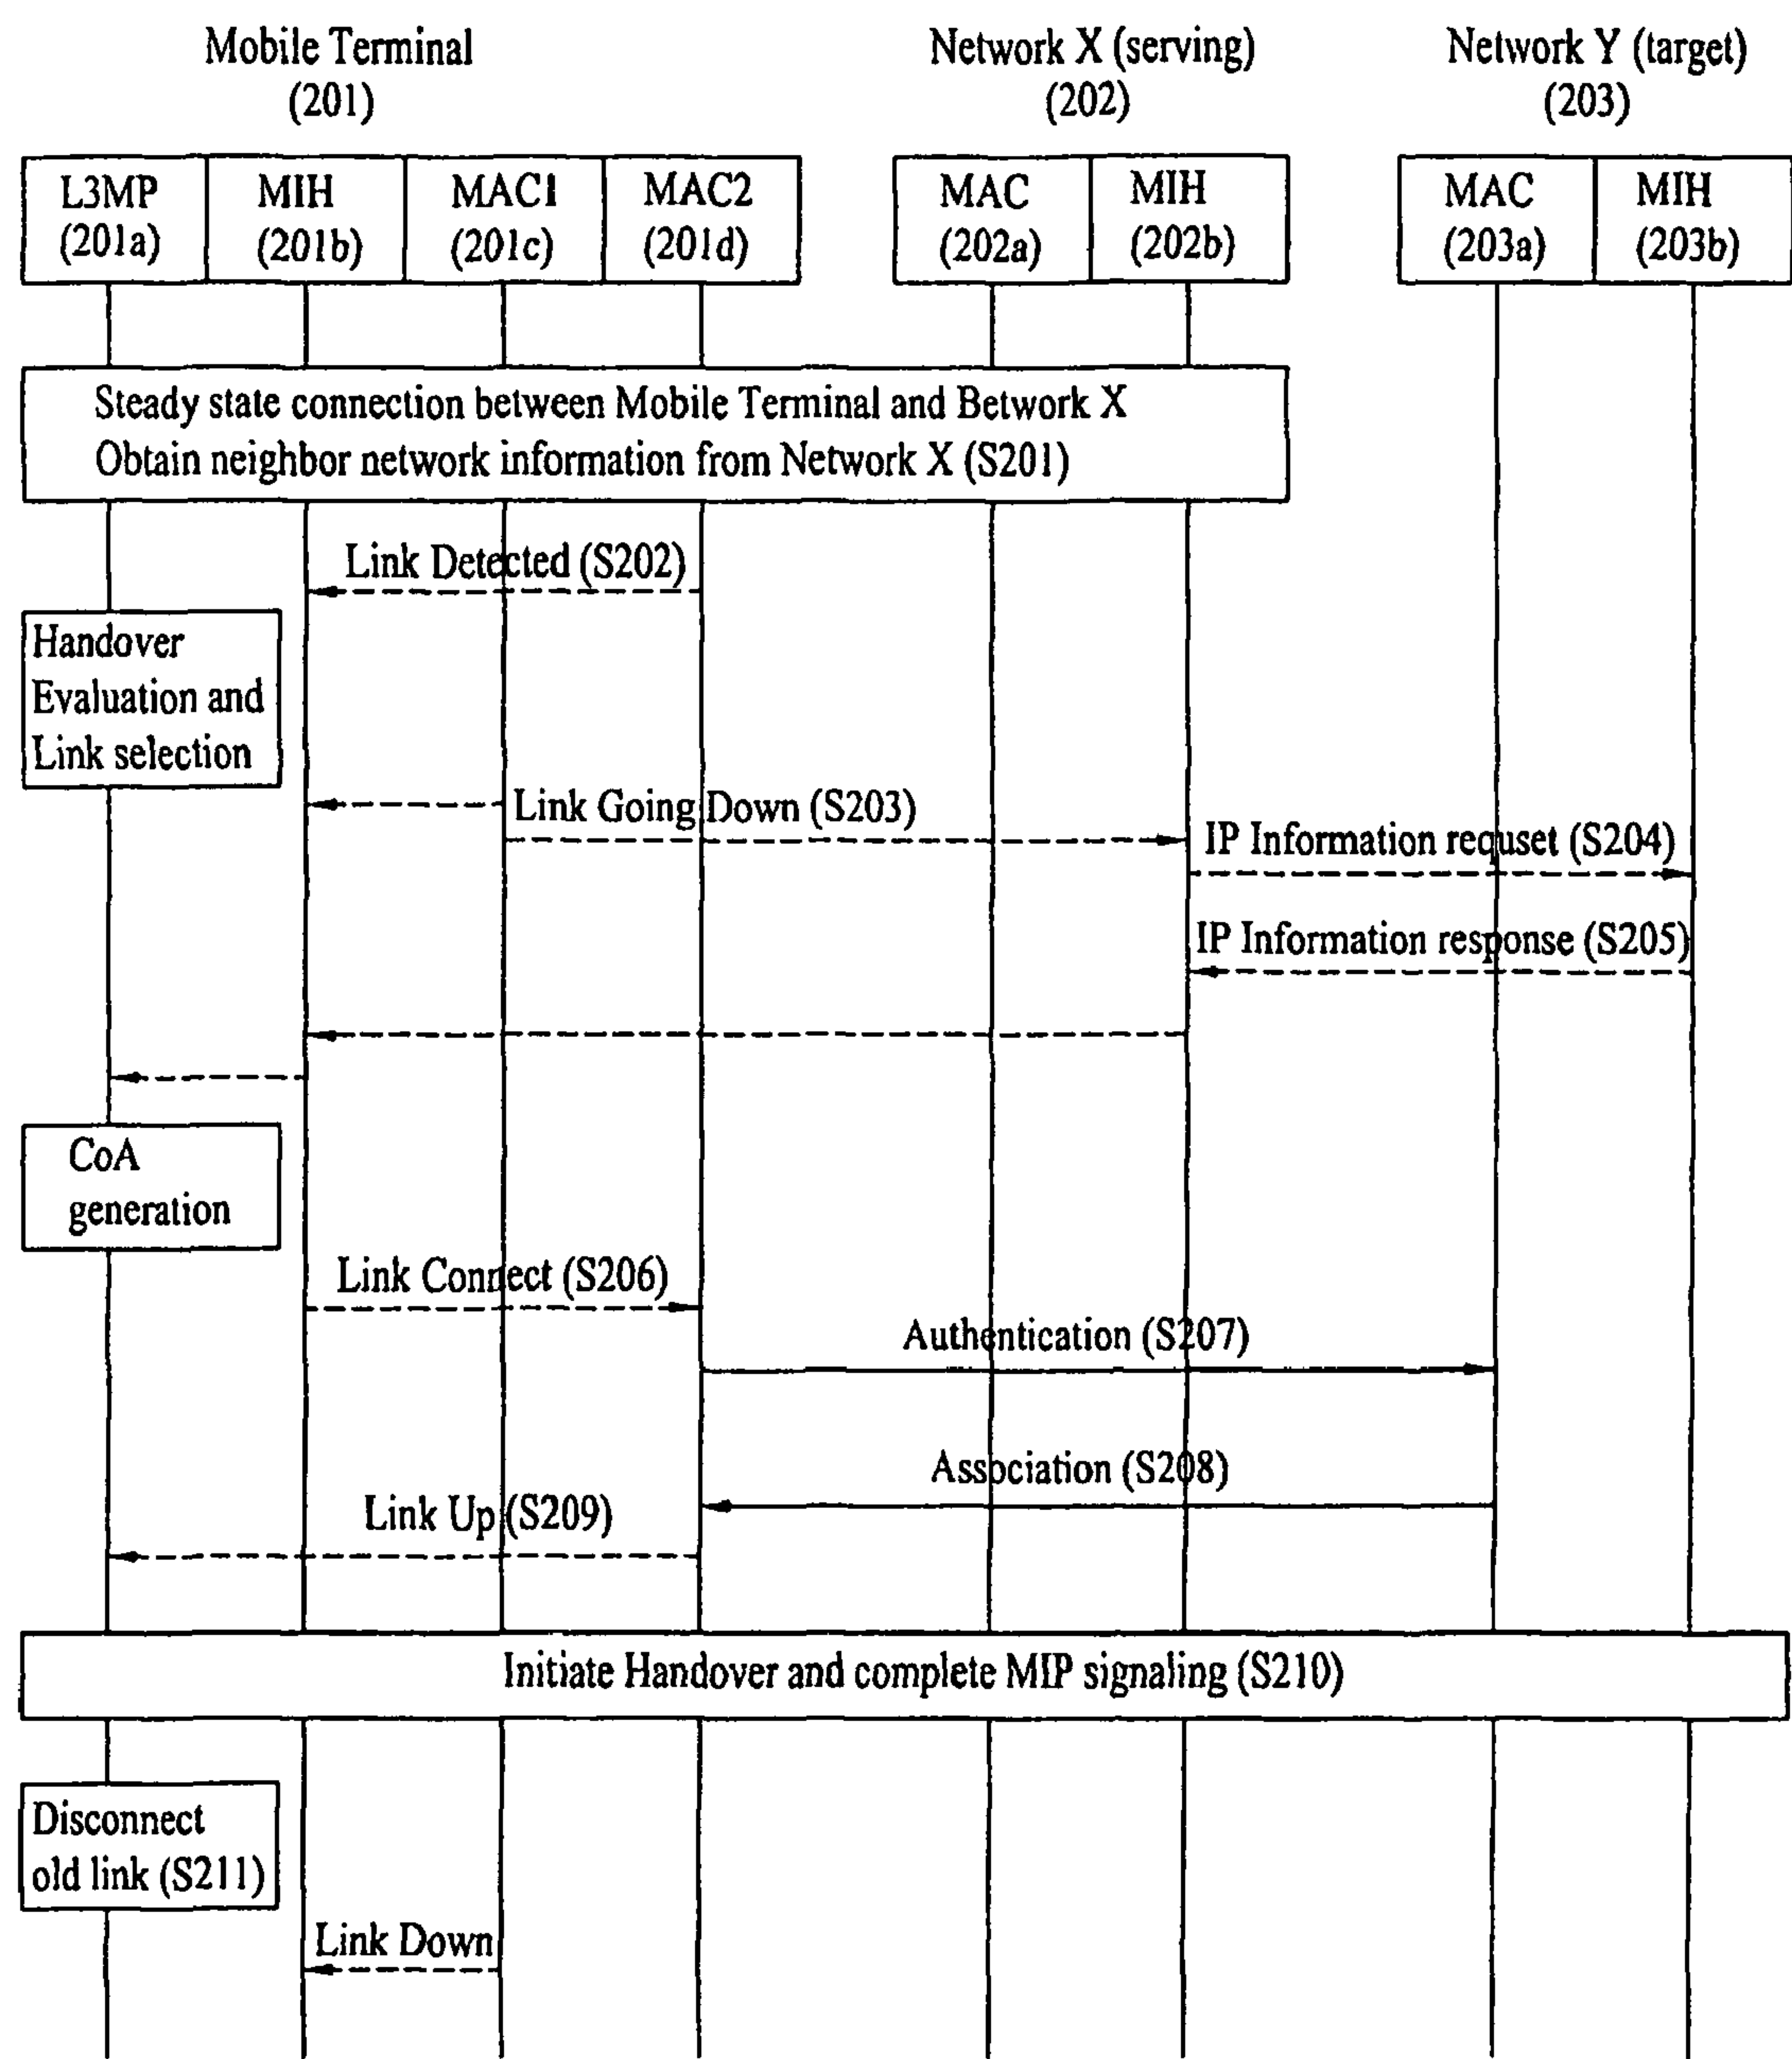 Mobile Terminal
(201)
Network X (serving)
(202)
Network Y (target)
(203)
L3MP
(201a)
MIH
(201b)
MAC1
(201c)
MAC2
(201d)
MAC
(202a)
MIH
(202b)
MAC
(203a)
MIH
(203b)
Steady state connection between Mobile Terminal and Betwork X
Obtain neighbor network information from Network X (S201)
Link Detected (S202)
Handover
Evaluation and
Link selection
Link Going Down (S203)
IP Information requset (S204)
IP Information response (S205)
CoA
generation
Link Connect (S206)
Authentication (S207)
Association (S208)
Link Up (S209)
Initiate Handover and complete MIP signaling (S210)
Disconnect
old link (S211)
Link Down